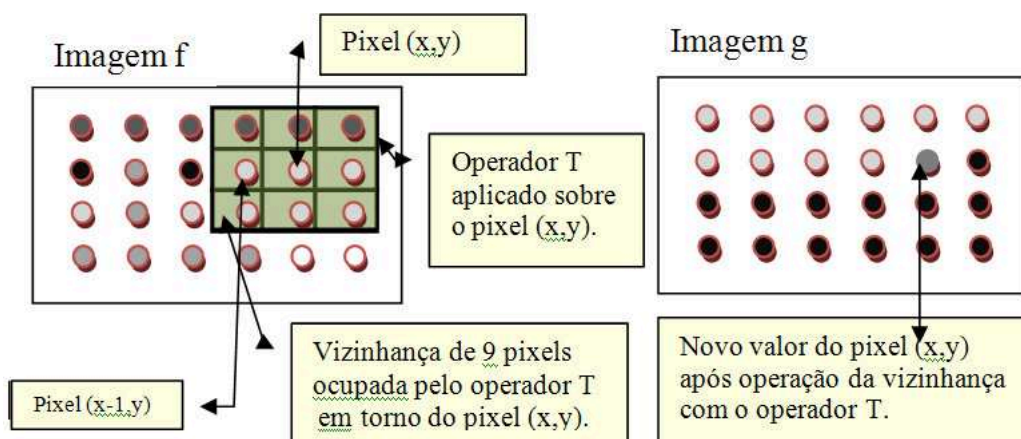 Imagem f
Pixel (x,y)
Imagem g
Operador T
aplicado sobre
o pixel (x,y).
Vizinhança de 9 pixels
ocupada pelo operador T
em torno do pixel (x,y).
Pixel (x-1,y)
Novo valor do pixel (x,y)
após operação da vizinhança
com o operador T.